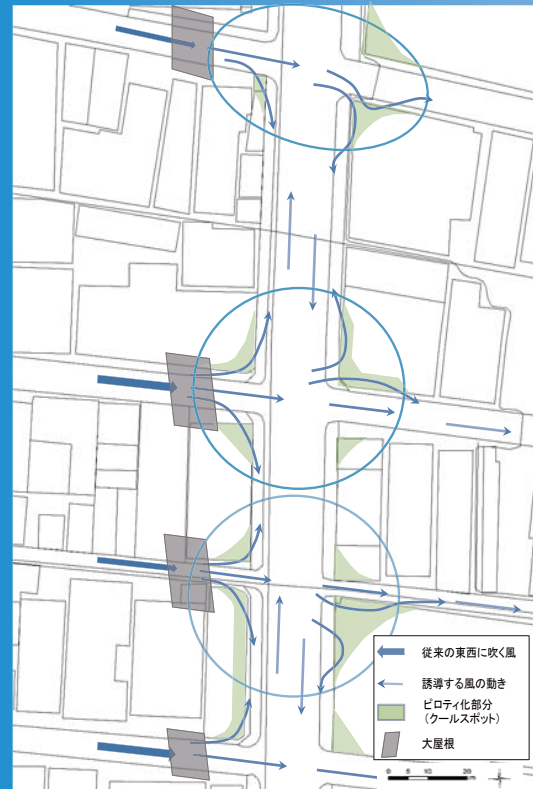 従来の東西に吹く風
誘導する風の動き
ピロティ化部分
(クールスポット)
大屋根
0 5 10 20
m